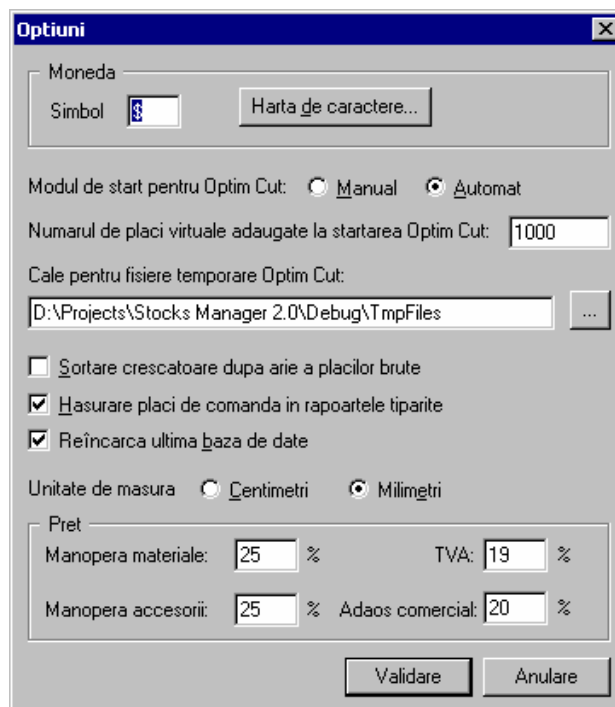 Optiuni
Moneda
Simbol $ Harta de caractere...
Modul de start pentru Optim Cut: Manual Automat
Numarul de placi virtuale adaugate la startarea Optim Cut: 1000
Cale pentru fisiere temporare Optim Cut:
D:\Projects\Stocks Manager 2.0\Debug\TmpFiles ...
Sortare crescatoare dupa arie a placilor brute
Hasurare placi de comanda in rapoartele tiparite
Reîncarca ultima baza de date
Unitate de masura Centimetri Milimetri
Pret
Manopera materiale: 25 % TVA: 19 %
Manopera accesorii: 25 % Adaos comercial: 20 %
Validare Anulare